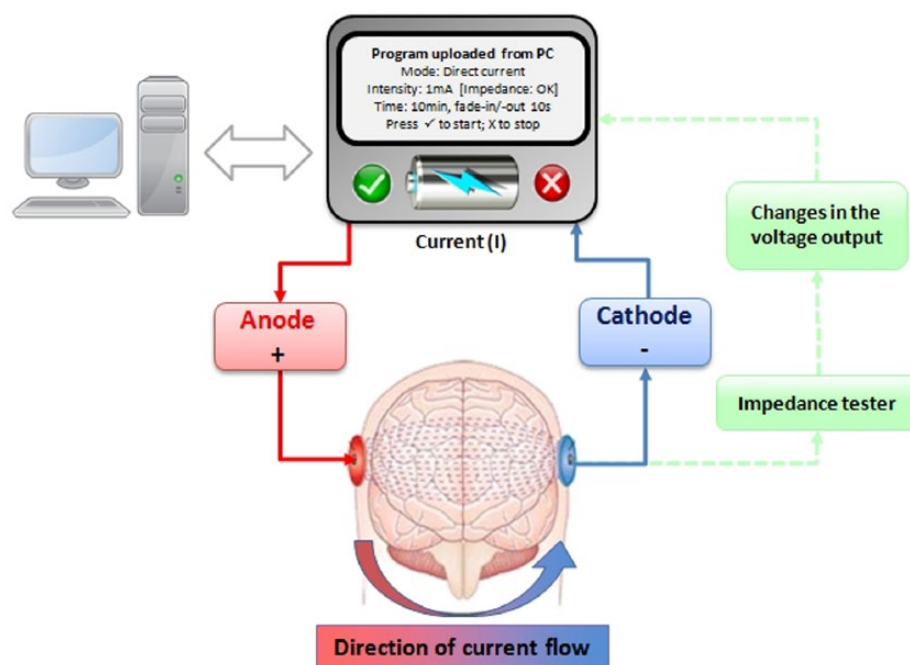 Program uploaded from PC
Mode: Direct current
Intensity: 1mA [Impedance: OK]
Time: 10min, fade-in/-out 10s
Press ✓ to start; X to stop
Current (I)
Changes in the
voltage output
Anode
+
Cathode
-
Impedance tester
Direction of current flow